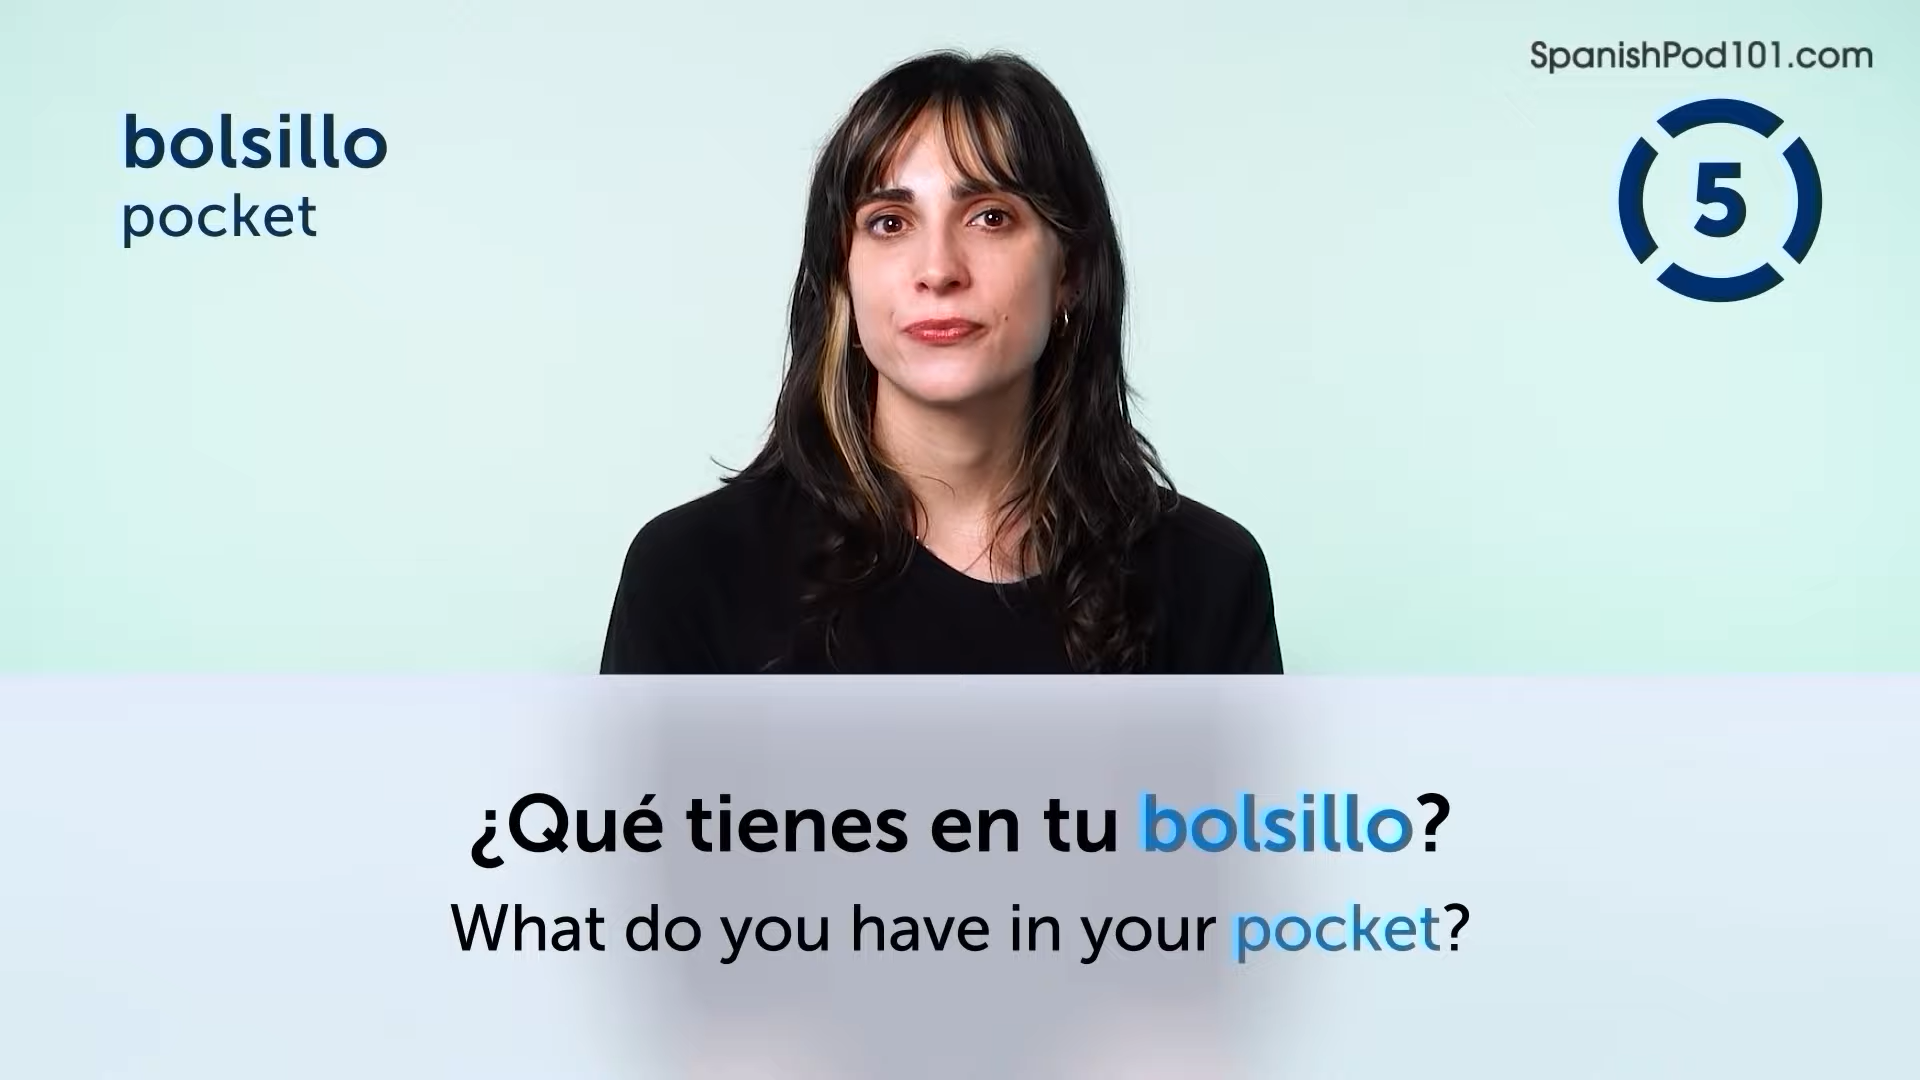 SpanishPod101.com
bolsillo
pocket
5
¿Qué tienes en tu bolsillo?
What do you have in your pocket?